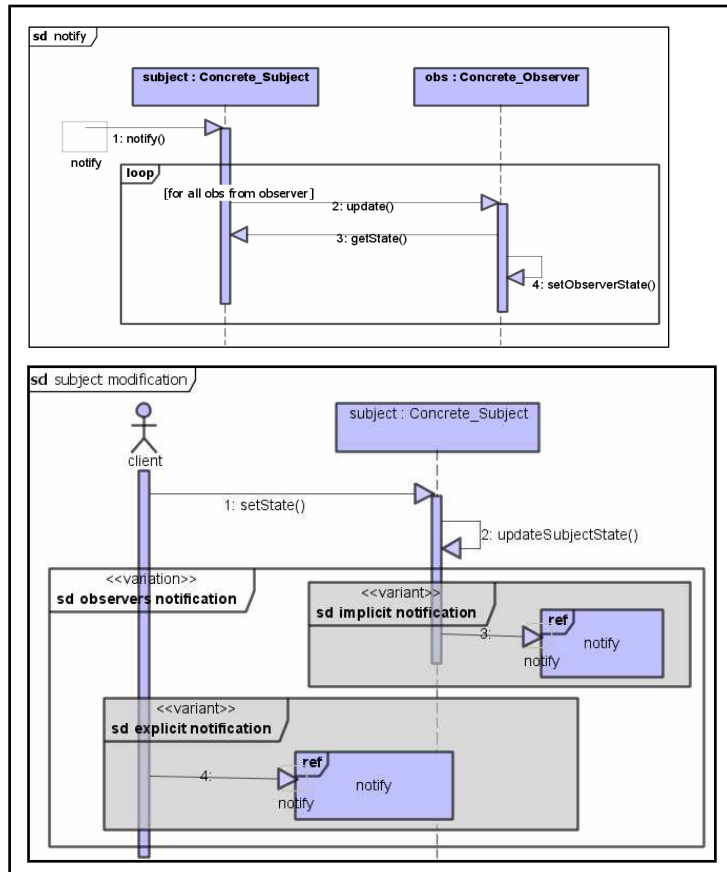 sd notify
subject : Concrete_Subject
obs : Concrete_Observer
1: notify()
notify
loop
[for all obs from observer]
2: update()
3: getState()
4: setObserverState()
sd subject modification
subject : Concrete_Subject
client
1: setState()
2: updateSubjectState()
<<variation>>
sd observers notification
<<variant>>
sd implicit notification
ref
3:
notify
notify
<<variant>>
sd explicit notification
ref
4:
notify
notify